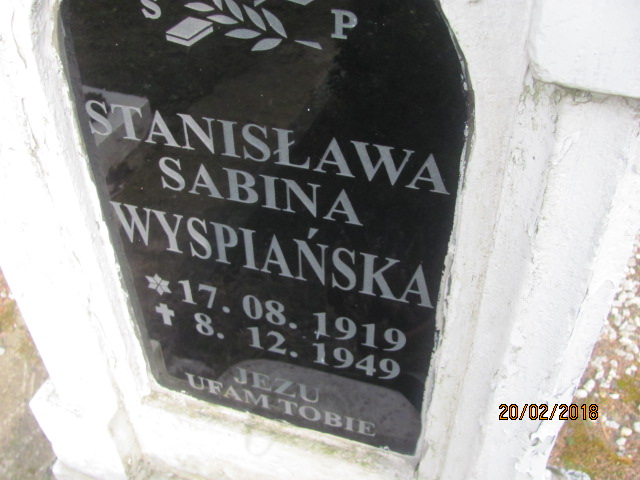 S P
STANISŁAWA
SABINA
WYSPIAŃSKA
17. 08. 1919
8. 12. 1949
JEZU
UFAM TOBIE
20/02/2018